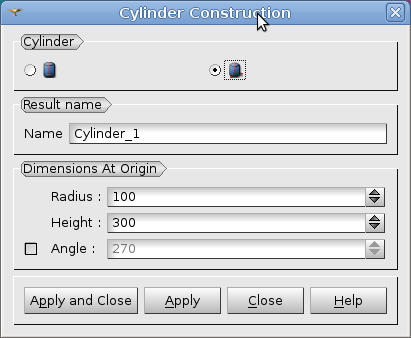 Cylinder Construction
Cylinder
Result name
Name Cylinder_1
Dimensions At Origin
Radius : 100
Height : 300
Angle : 270
Apply and Close Apply Close Help